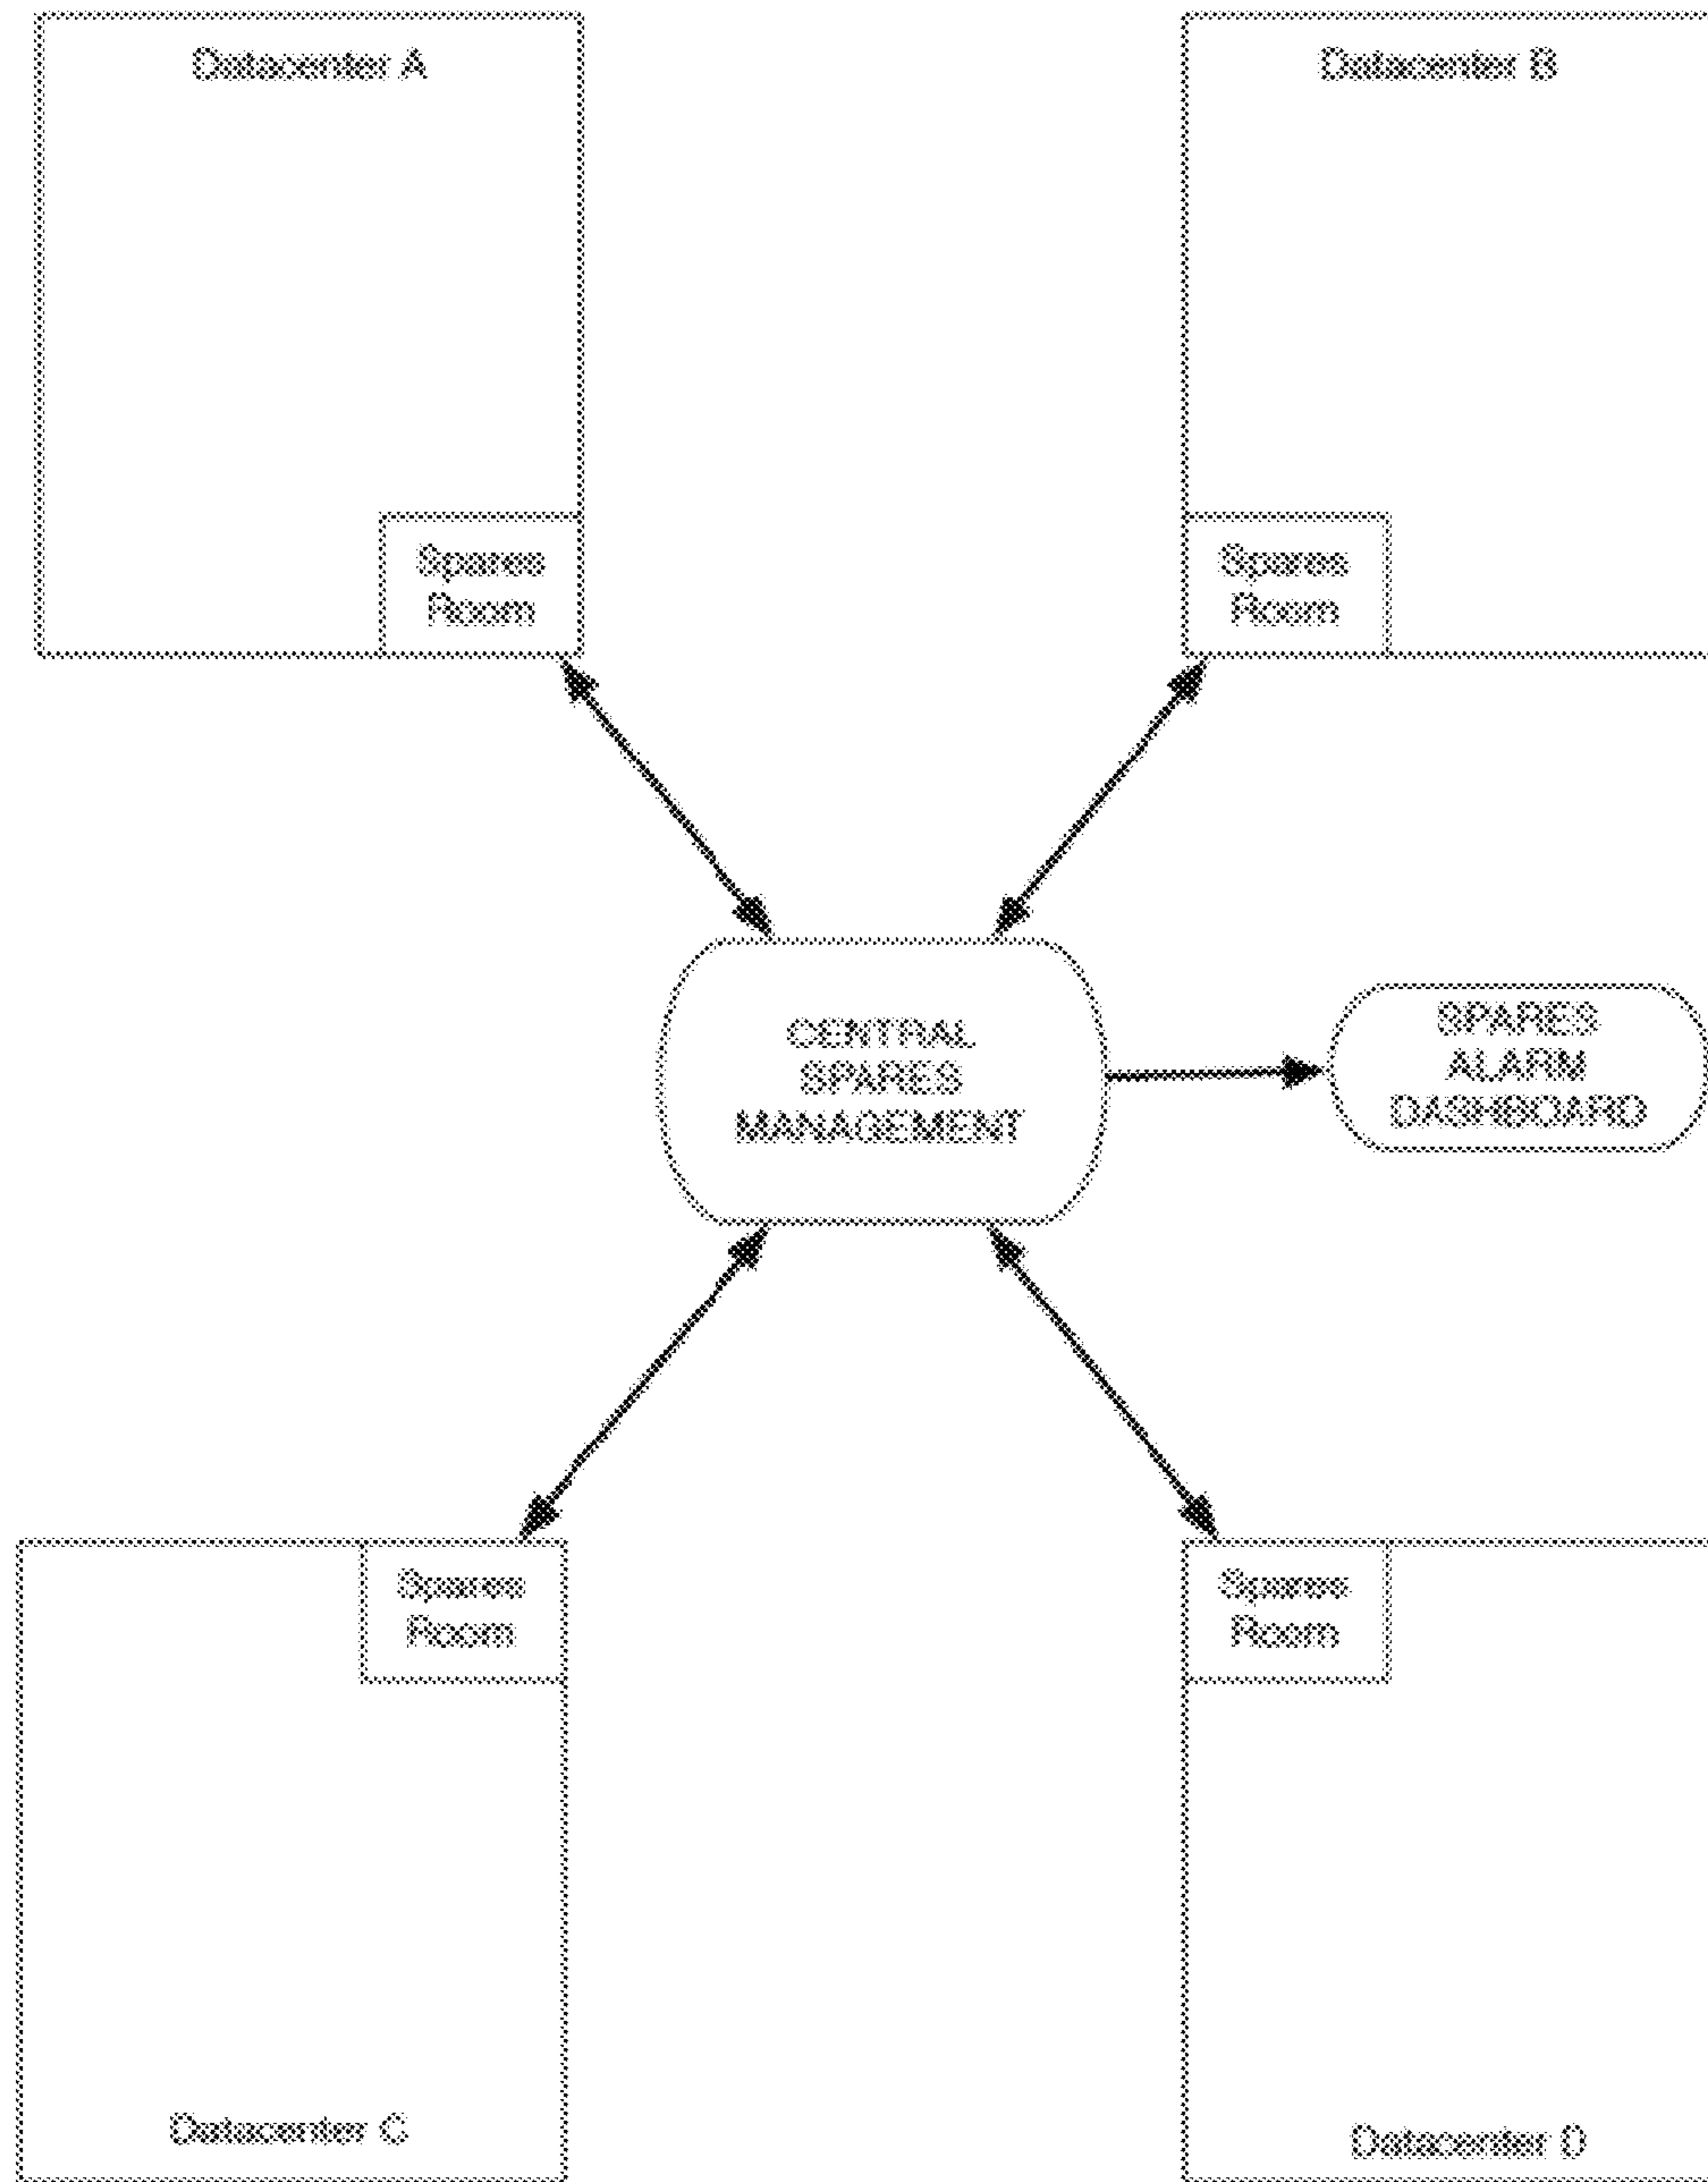 Datacenter A
Datacenter B
Spares
Room
Spares
Room
CENTRAL
SPARES
MANAGEMENT
SPARES
ALARM
DASHBOARD
Spares
Room
Spares
Room
Datacenter C
Datacenter D